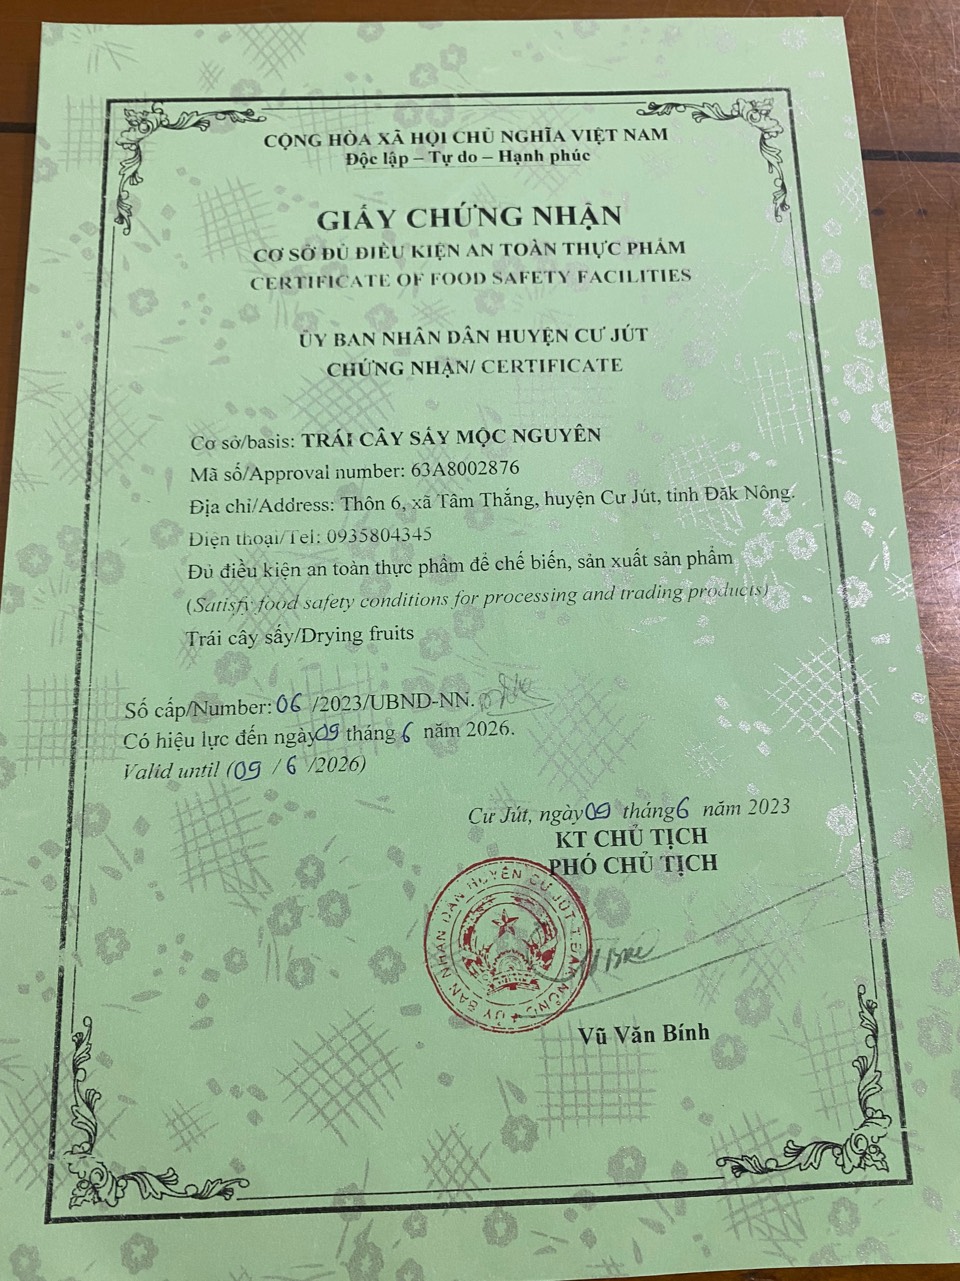 CỘNG HÒA XÃ HỘI CHỦ NGHĨA VIỆT NAM
Độc lập – Tự do – Hạnh phúc
GIẤY CHỨNG NHẬN
CƠ SỞ ĐỦ ĐIỀU KIỆN AN TOÀN THỰC PHẨM
CERTIFICATE OF FOOD SAFETY FACILITIES
ỦY BAN NHÂN DÂN HUYỆN CƯ JÚT
CHỨNG NHẬN/ CERTIFICATE
Cơ sở/basis: TRÁI CÂY SẤY MỘC NGUYÊN
Mã số/Approval number: 63A8002876
Địa chỉ/Address: Thôn 6, xã Tâm Thắng, huyện Cư Jút, tỉnh Đăk Nông.
Điện thoại/Tel: 0935804345
Đủ điều kiện an toàn thực phẩm để chế biến, sản xuất sản phẩm
(Satisfy food safety conditions for processing and trading products)
Trái cây sấy/Drying fruits
Số cấp/Number: 06 /2023/UBND-NN.
Có hiệu lực đến ngày 09 tháng 6 năm 2026.
Valid until (09 / 6 /2026)
Cư Jút, ngày 09 tháng 6 năm 2023
KT CHỦ TỊCH
PHÓ CHỦ TỊCH
ỦY BAN NHÂN DÂN HUYỆN CƯ JÚT T.ĐĂK NÔNG
Vũ Văn Bính